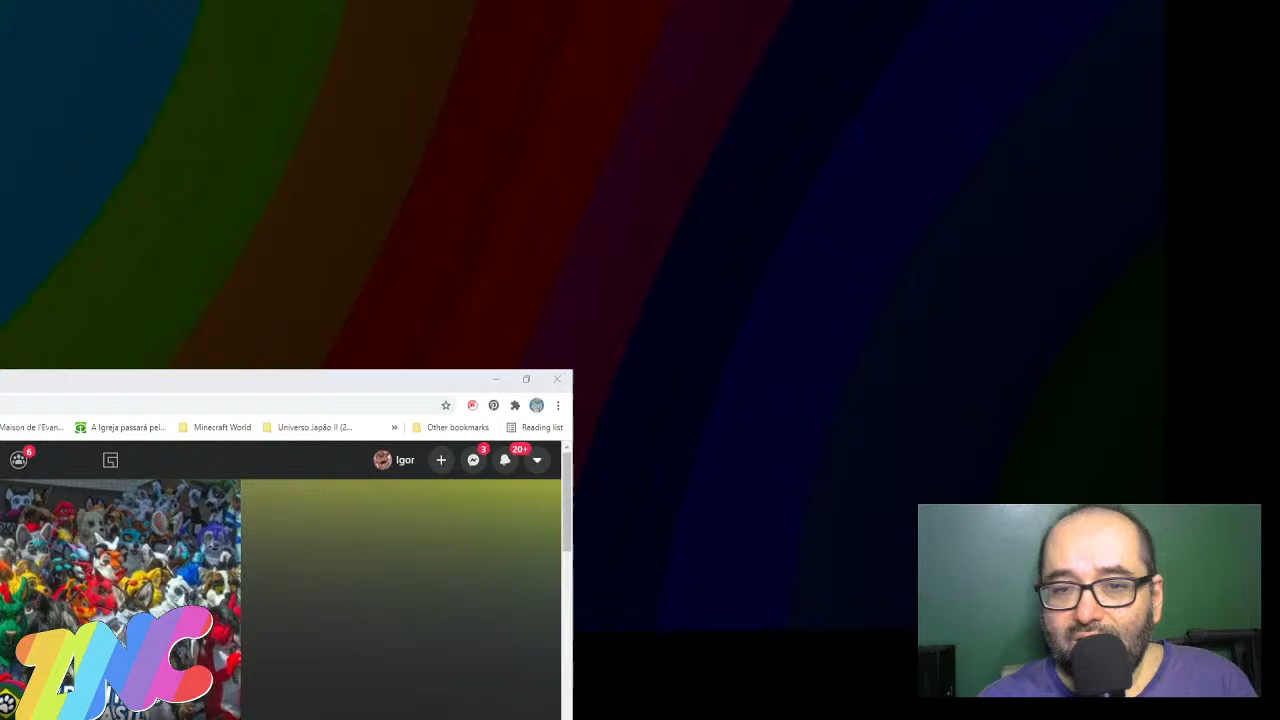 Maison de l'Evan... A Igreja passará pel... Minecraft World Universo Japão II (2... » Other bookmarks Reading list
6 Igor 3 20+
ZNC